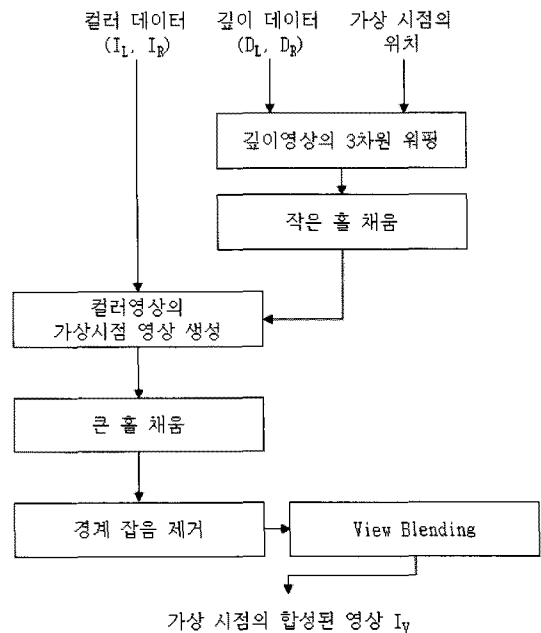 컬러 데이터
(I_L, I_R)
깊이 데이터
(D_L, D_R)
가상 시점의
위치
깊이영상의 3차원 워핑
작은 홀 채움
컬러영상의
가상시점 영상 생성
큰 홀 채움
경계 잡음 제거
View Blending
가상 시점의 합성된 영상 I_V